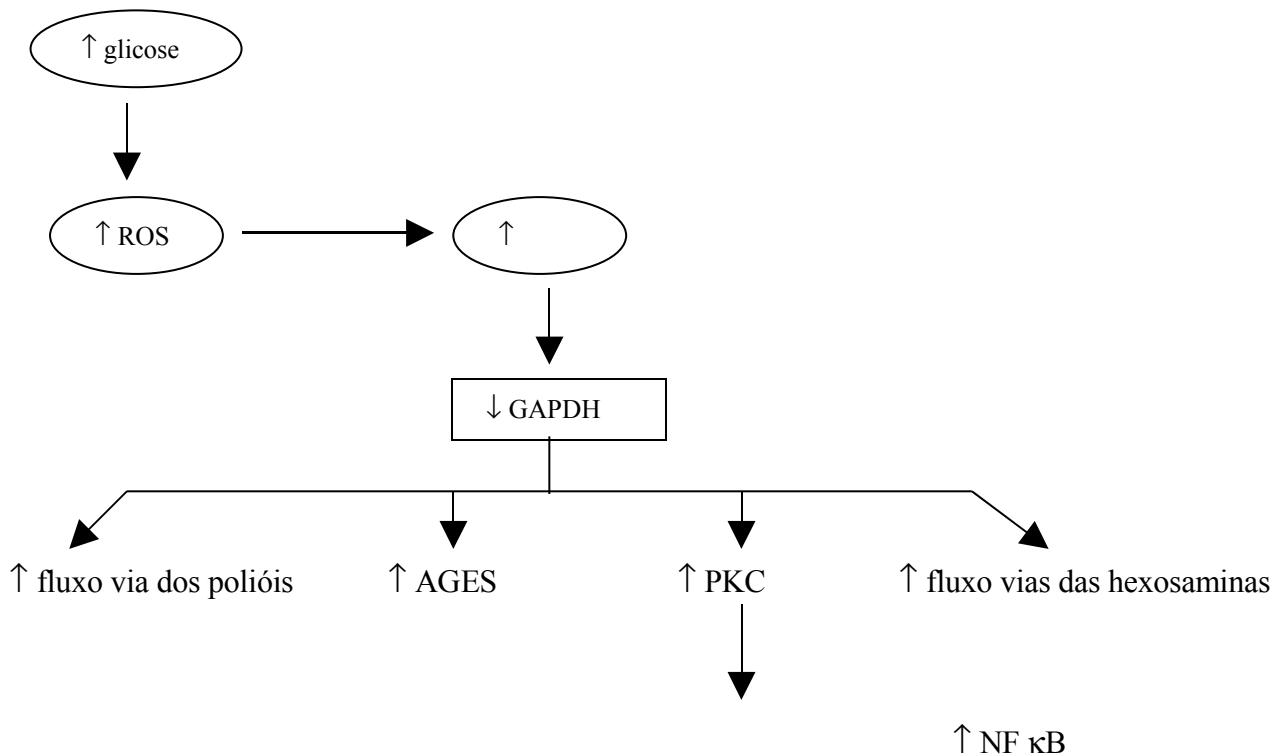 ↑ glicose
↑ ROS
↑
↓ GAPDH
↑ fluxo via dos polióis
↑ AGES
↑ PKC
↑ fluxo vias das hexosaminas
↑ NF κB